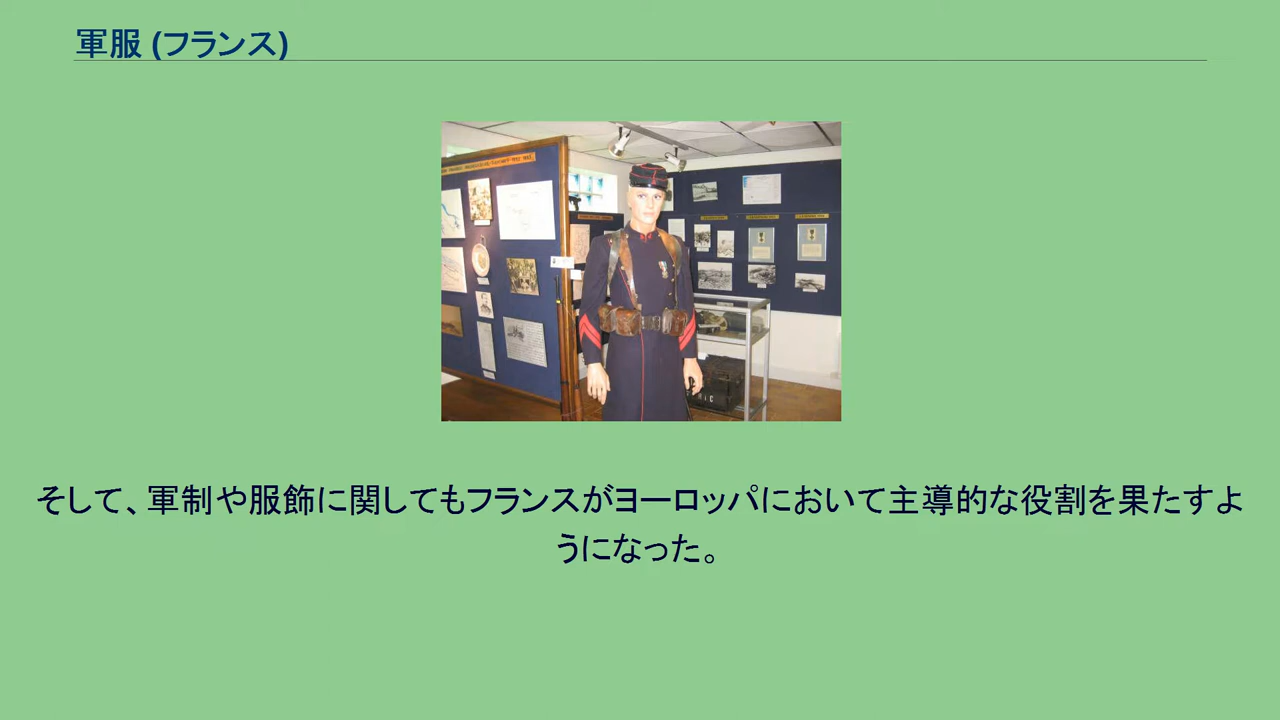 軍服 (フランス)
そして、軍制や服飾に関してもフランスがヨーロッパにおいて主導的な役割を果たすよ
うになった。